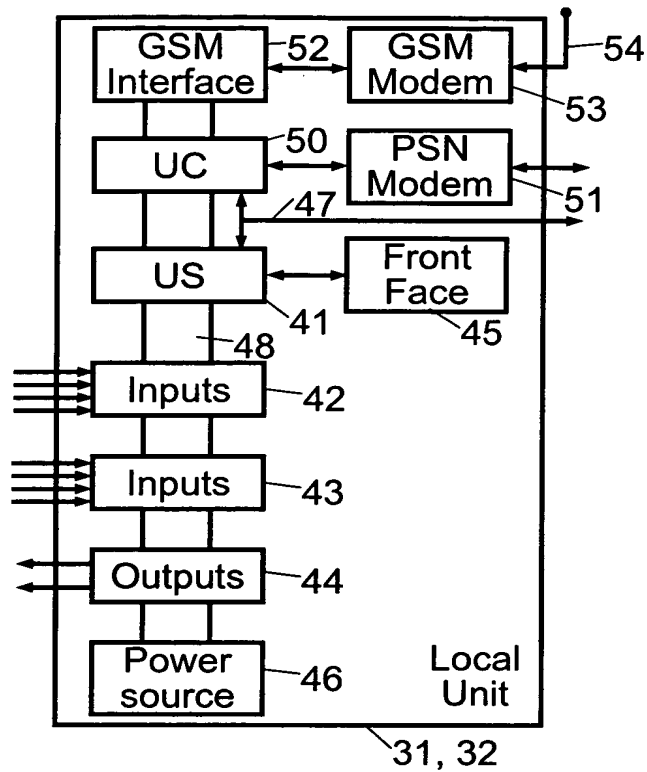 GSM
Interface
52
GSM
Modem
53
54
UC
50
PSN
Modem
51
47
US
41
Front
Face
45
48
Inputs
42
Inputs
43
Outputs
44
Power
source
46
Local
Unit
31, 32